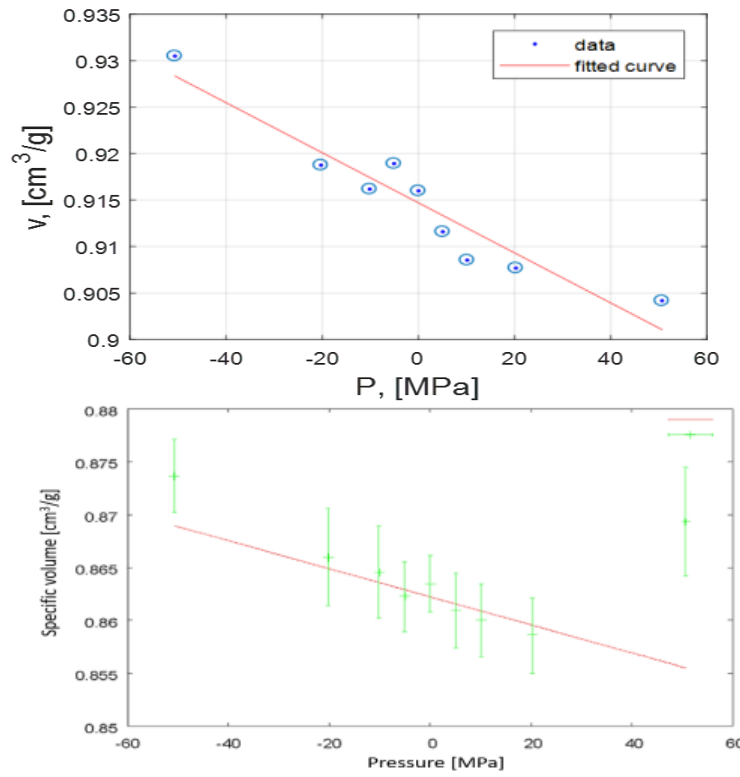 0.935
0.93
0.925
0.92
0.915
0.91
0.905
0.9
v, [cm³/g]
data
fitted curve
-60 -40 -20 0 20 40 60
P, [MPa]
0.88
0.875
0.87
0.865
0.86
0.855
0.85
Specific volume [cm³/g]
-60 -40 -20 0 20 40 60
Pressure [MPa]